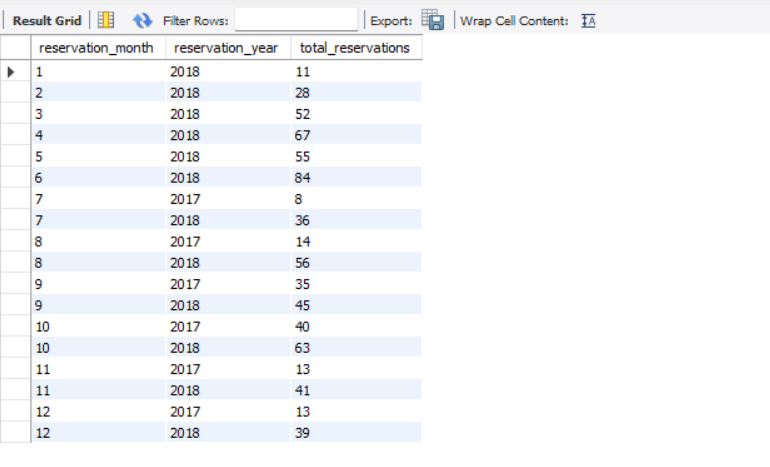 Result Grid Filter Rows: Export: Wrap Cell Content: IA
reservation_month reservation_year total_reservations
1 2018 11
2 2018 28
3 2018 52
4 2018 67
5 2018 55
6 2018 84
7 2017 8
7 2018 36
8 2017 14
8 2018 56
9 2017 35
9 2018 45
10 2017 40
10 2018 63
11 2017 13
11 2018 41
12 2017 13
12 2018 39